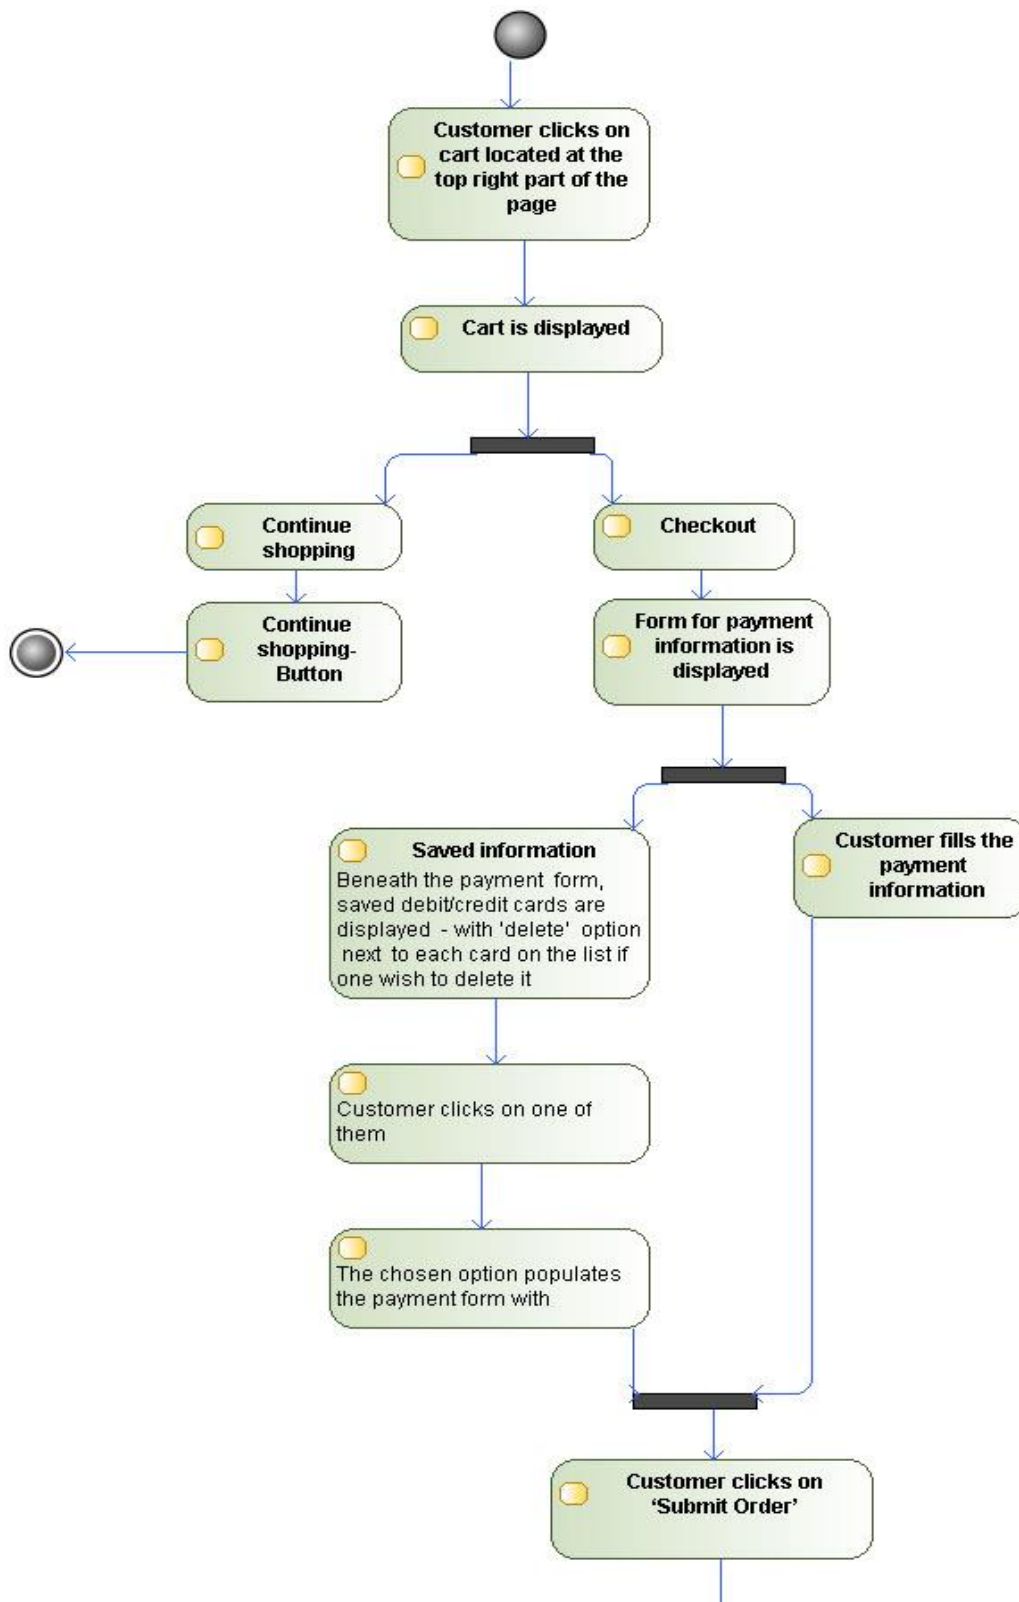 Customer clicks on
cart located at the
top right part of the
page
Cart is displayed
Continue
shopping
Checkout
Continue
shopping-
Button
Form for payment
information is
displayed
Saved information
Beneath the payment form,
saved debit/credit cards are
displayed - with 'delete' option
next to each card on the list if
one wish to delete it
Customer fills the
payment
information
Customer clicks on one of
them
The chosen option populates
the payment form with
Customer clicks on
‘Submit Order’